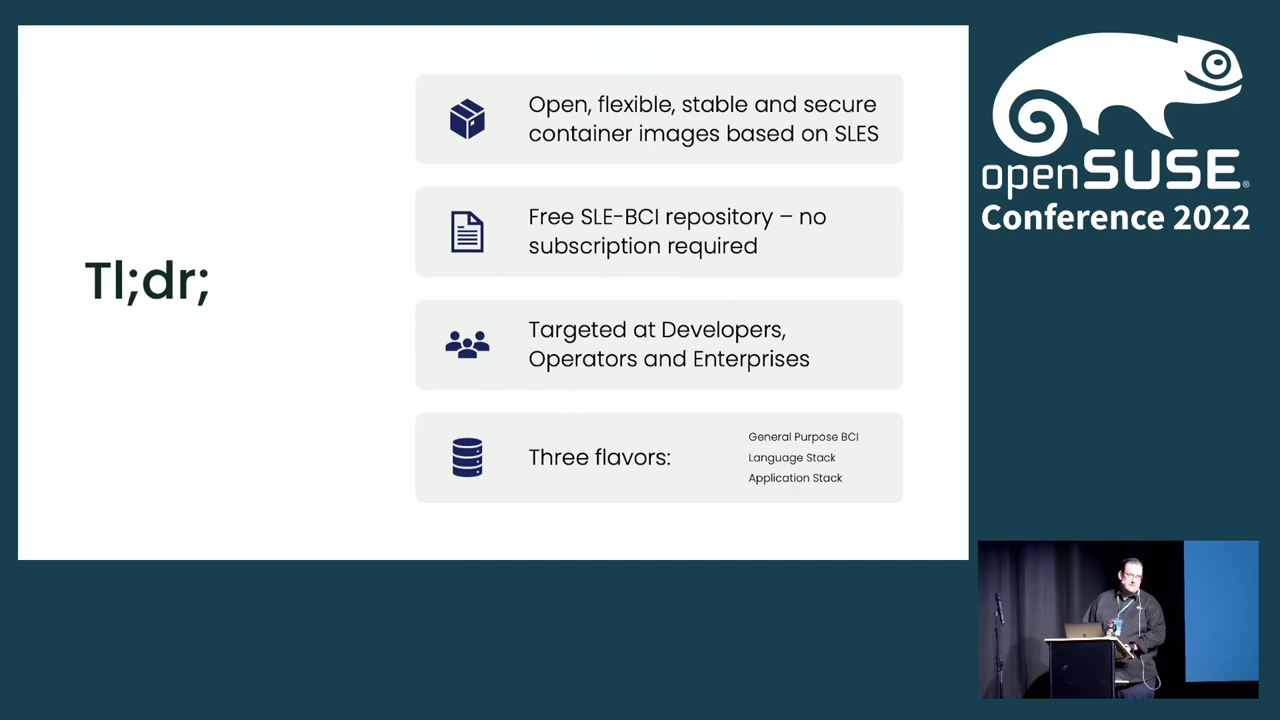 Tl;dr;
Open, flexible, stable and secure
container images based on SLES
Free SLE-BCI repository – no
subscription required
Targeted at Developers,
Operators and Enterprises
Three flavors:
General Purpose BCI
Language Stack
Application Stack
openSUSE®
Conference 2022